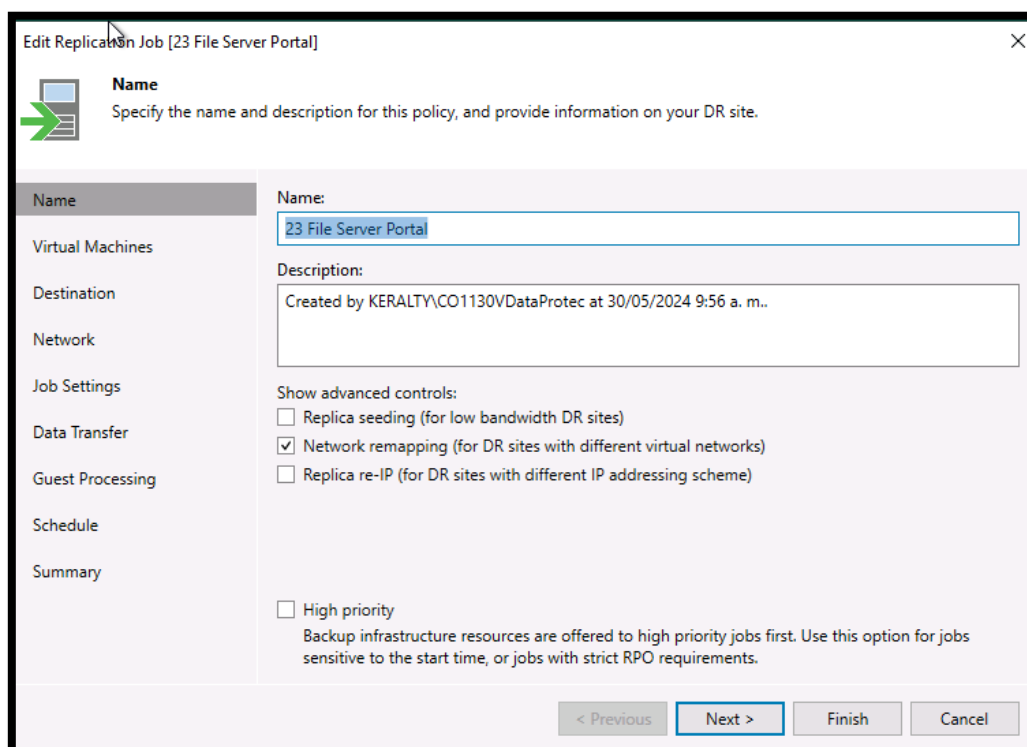 Edit Replication Job [23 File Server Portal]
Name
Specify the name and description for this policy, and provide information on your DR site.
Name
Virtual Machines
Destination
Network
Job Settings
Data Transfer
Guest Processing
Schedule
Summary
Name:
23 File Server Portal
Description:
Created by KERALTY\CO1130VDataProtec at 30/05/2024 9:56 a. m..
Show advanced controls:
Replica seeding (for low bandwidth DR sites)
Network remapping (for DR sites with different virtual networks)
Replica re-IP (for DR sites with different IP addressing scheme)
High priority
Backup infrastructure resources are offered to high priority jobs first. Use this option for jobs
sensitive to the start time, or jobs with strict RPO requirements.
< Previous
Next >
Finish
Cancel